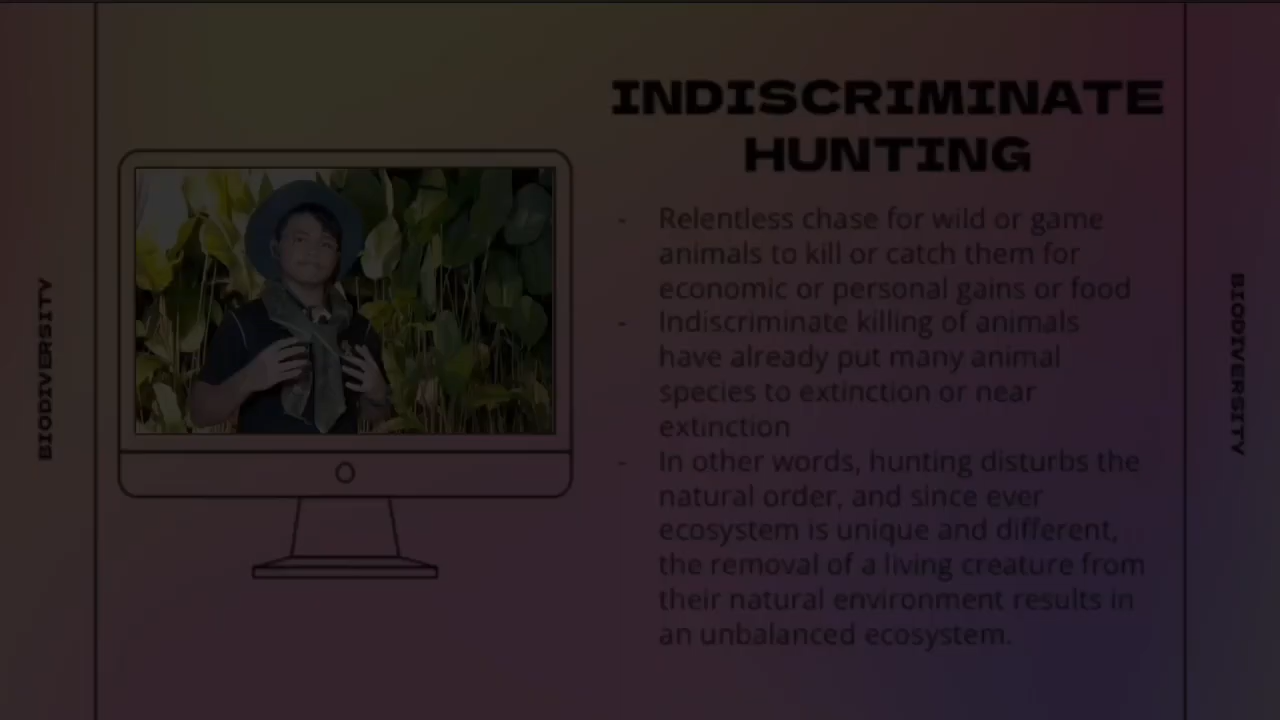 INDISCRIMINATE
HUNTING
- Relentless chase for wild or game
animals to kill or catch them for
economic or personal gains or food
- Indiscriminate killing of animals
have already put many animal
species to extinction or near
extinction
- In other words, hunting disturbs the
natural order, and since ever
ecosystem is unique and different,
the removal of a living creature from
their natural environment results in
an unbalanced ecosystem.
BIODIVERSITY
BIODIVERSITY